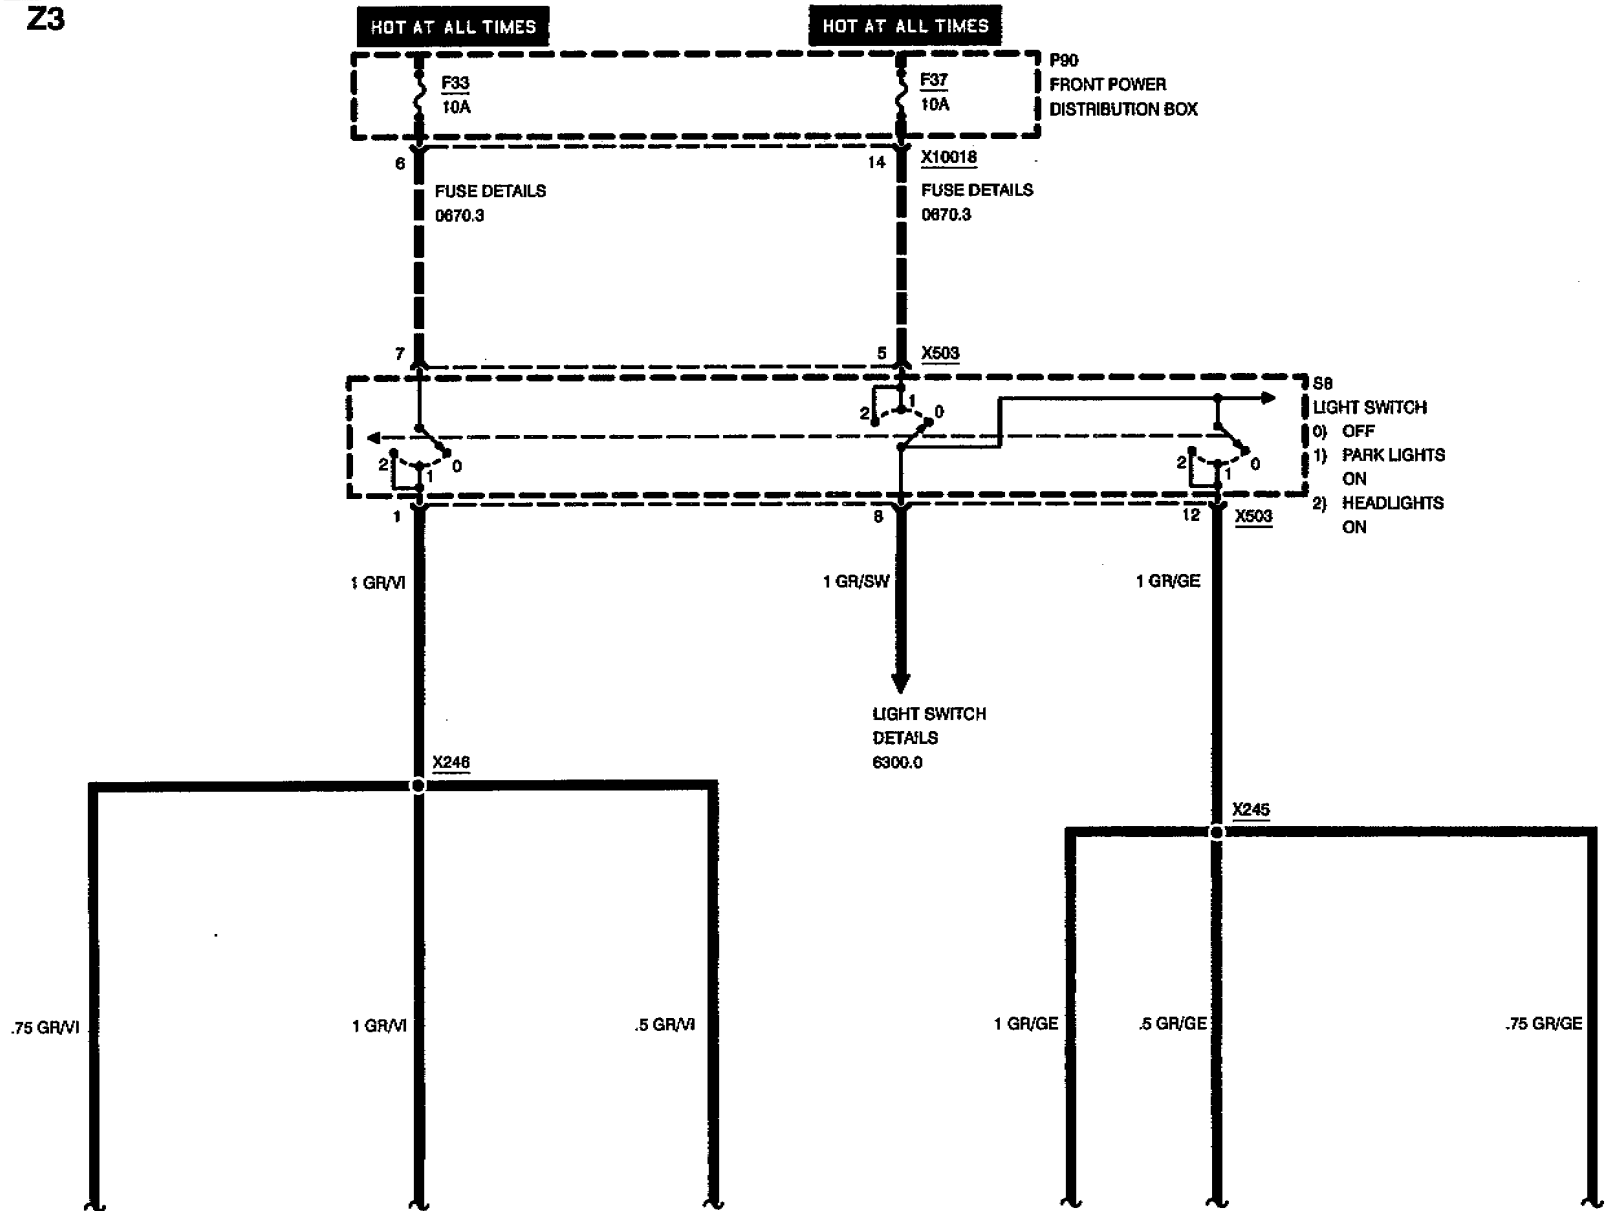 Z3
HOT AT ALL TIMES
HOT AT ALL TIMES
F33
10A
F37
10A
P90
FRONT POWER
DISTRIBUTION BOX
6
14
X10018
FUSE DETAILS
0670.3
FUSE DETAILS
0670.3
7
5
X503
2
1
0
2
1
0
2
1
0
S8
LIGHT SWITCH
0) OFF
1) PARK LIGHTS
ON
2) HEADLIGHTS
ON
1
8
12
X503
1 GR/VI
1 GR/SW
1 GR/GE
LIGHT SWITCH
DETAILS
6300.0
X246
X245
.75 GR/VI
1 GR/VI
.5 GR/VI
1 GR/GE
.5 GR/GE
.75 GR/GE